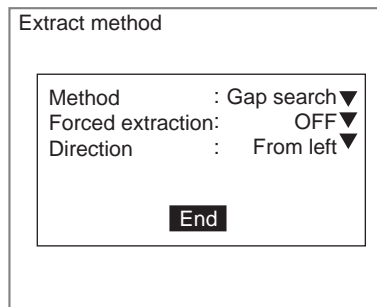 Extract method
Method : Gap search▼
Forced extraction: OFF▼
Direction : From left▼
End